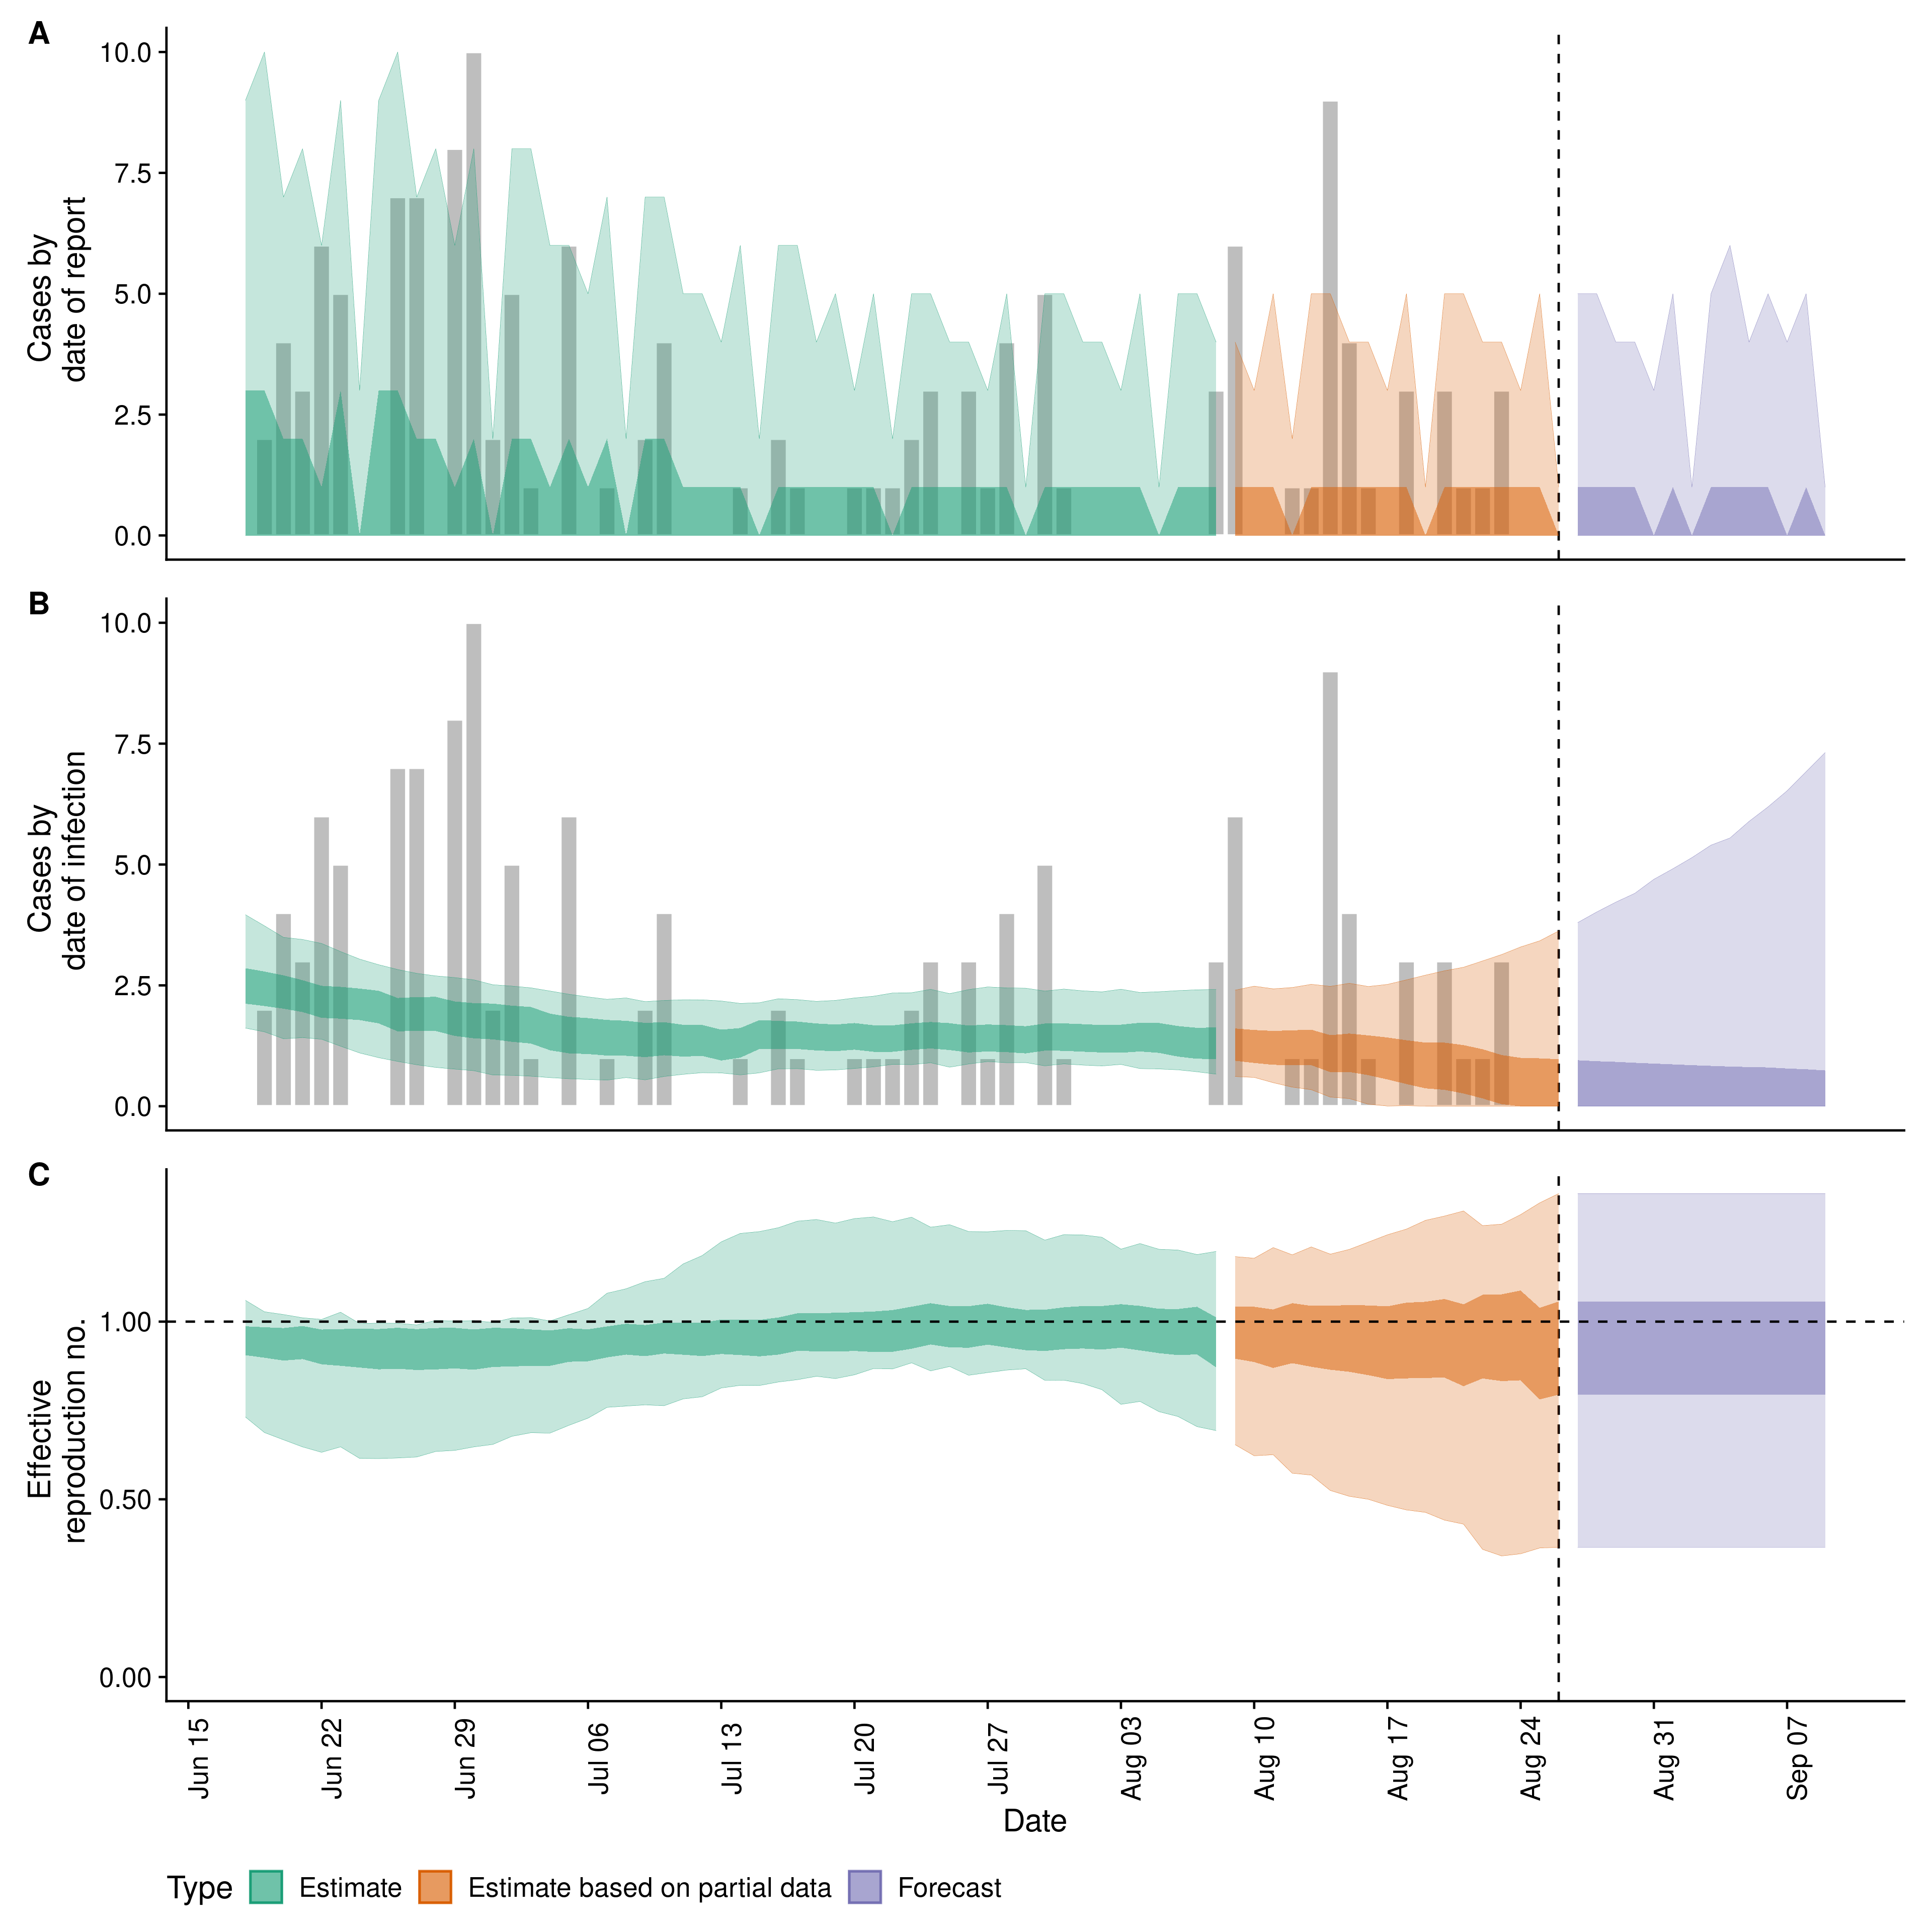 A
10.0
7.5
5.0
2.5
0.0
Cases by
date of report
B
10.0
7.5
5.0
2.5
0.0
Cases by
date of infection
C
1.00
0.50
0.00
Effective
reproduction no.
Jun 15
Jun 22
Jun 29
Jul 06
Jul 13
Jul 20
Jul 27
Aug 03
Aug 10
Aug 17
Aug 24
Aug 31
Sep 07
Date
Type Estimate Estimate based on partial data Forecast